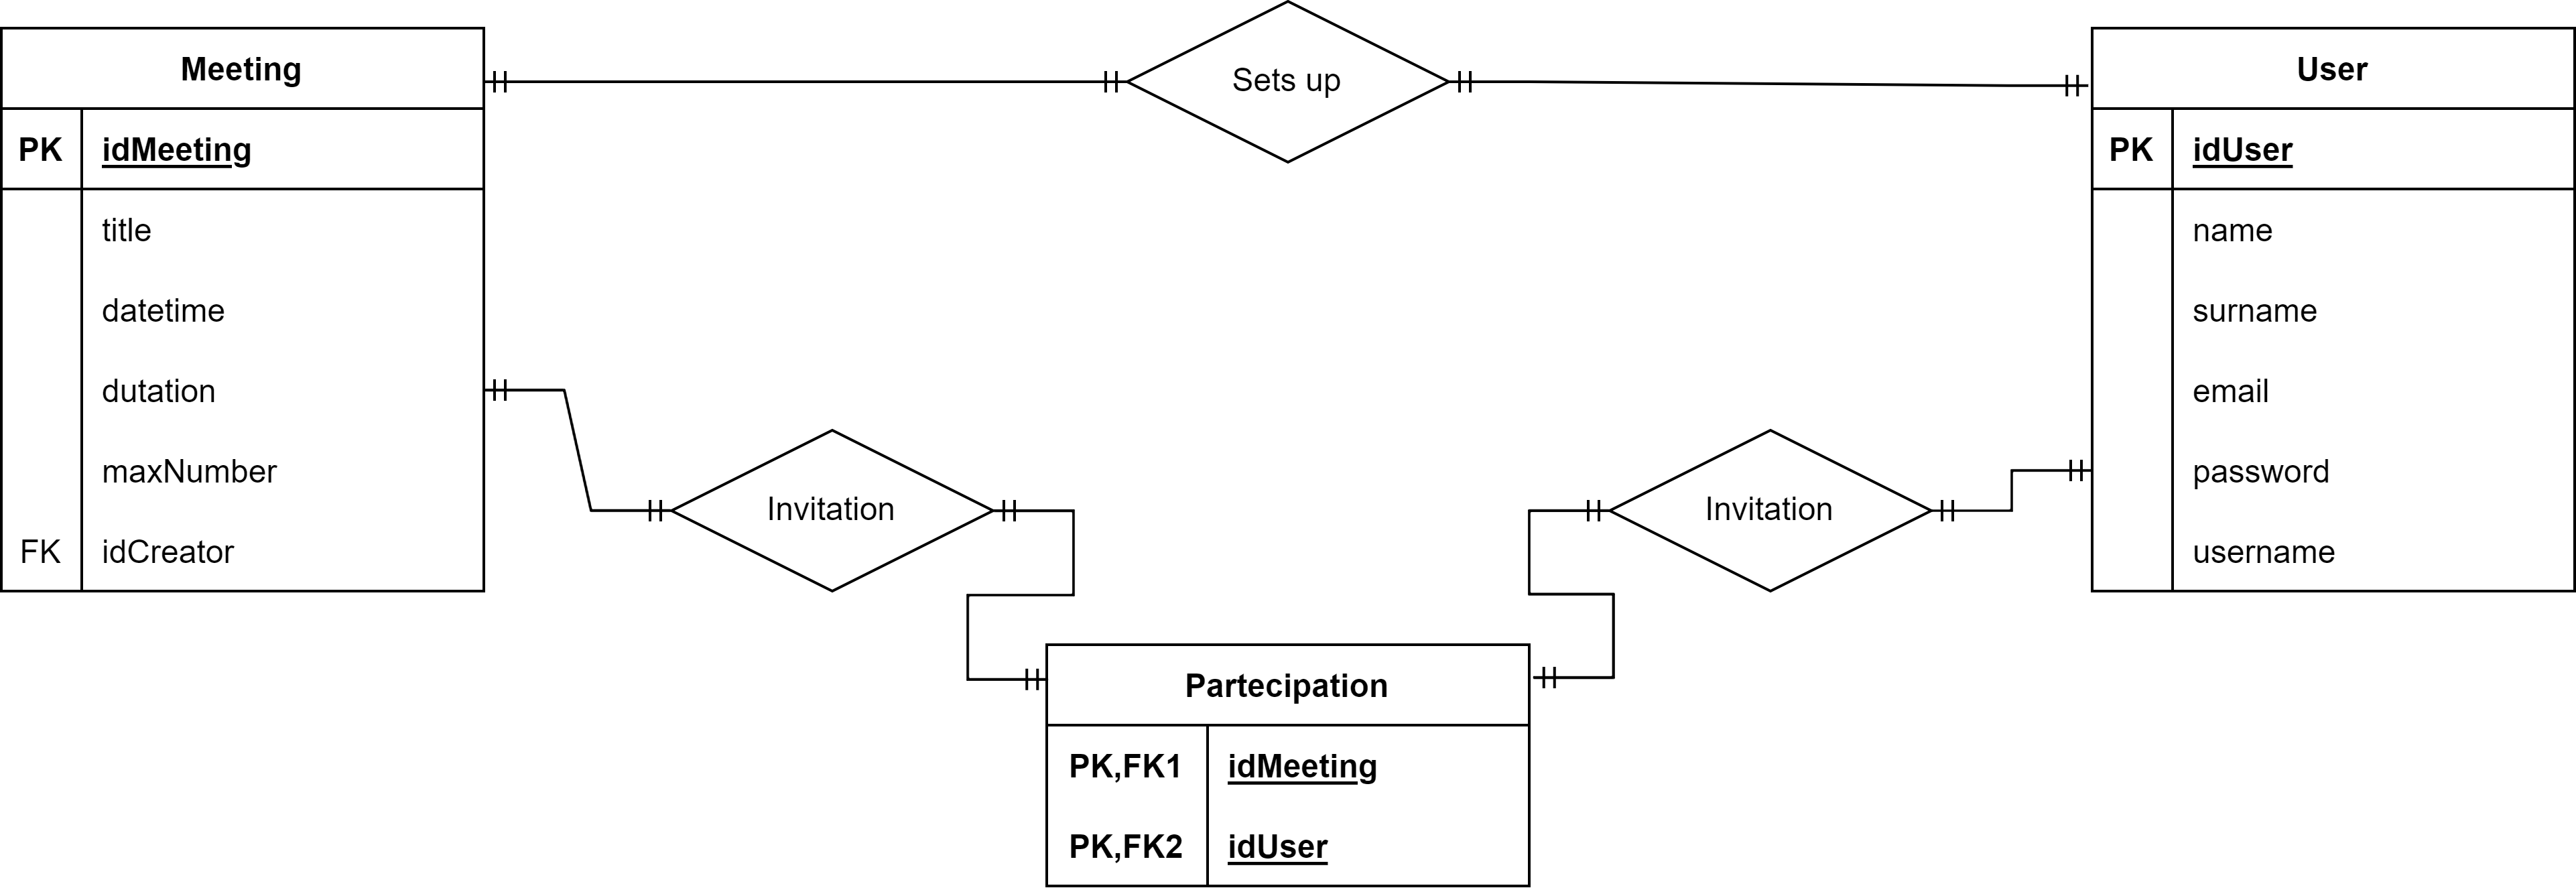 Meeting
PK idMeeting
title
datetime
dutation
maxNumber
FK idCreator
Sets up
User
PK idUser
name
surname
email
password
username
Invitation
Invitation
Partecipation
PK,FK1 idMeeting
PK,FK2 idUser